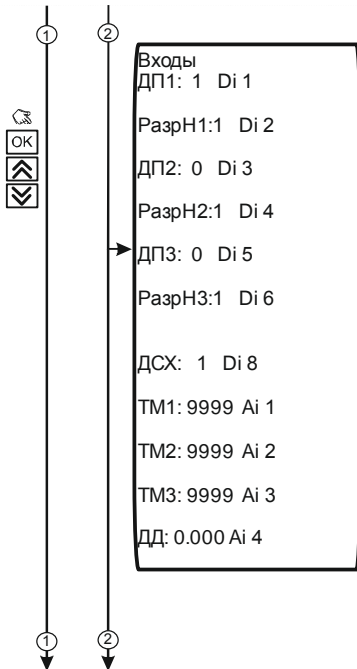 1 2
Входы
ДП1: 1 Di 1
РазрН1:1 Di 2
OK
ДП2: 0 Di 3
РазрН2:1 Di 4
ДП3: 0 Di 5
РазрН3:1 Di 6
ДСХ: 1 Di 8
ТМ1: 9999 Ai 1
ТМ2: 9999 Ai 2
ТМ3: 9999 Ai 3
ДД: 0.000 Ai 4
1 2